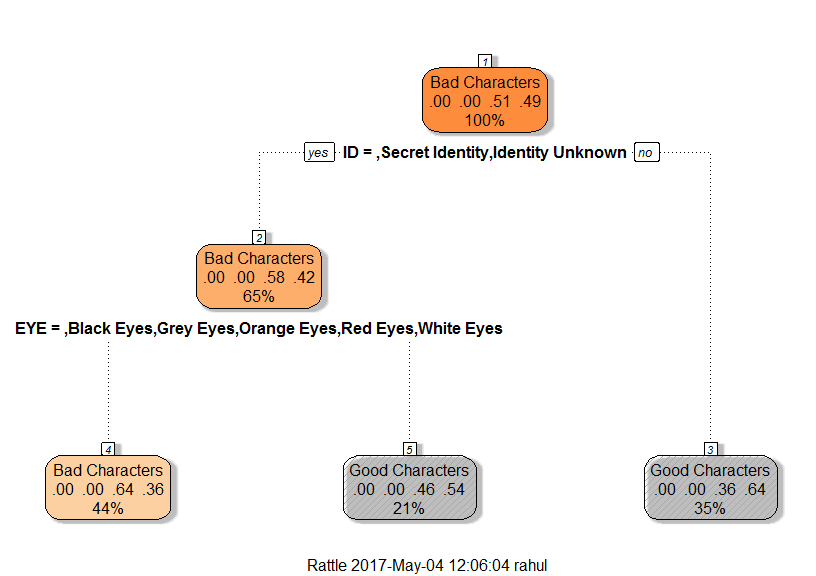 1
Bad Characters
.00 .00 .51 .49
100%
yes ID = ,Secret Identity,Identity Unknown no
2
Bad Characters
.00 .00 .58 .42
65%
EYE = ,Black Eyes,Grey Eyes,Orange Eyes,Red Eyes,White Eyes
4
Bad Characters
.00 .00 .64 .36
44%
5
Good Characters
.00 .00 .46 .54
21%
3
Good Characters
.00 .00 .36 .64
35%
Rattle 2017-May-04 12:06:04 rahul